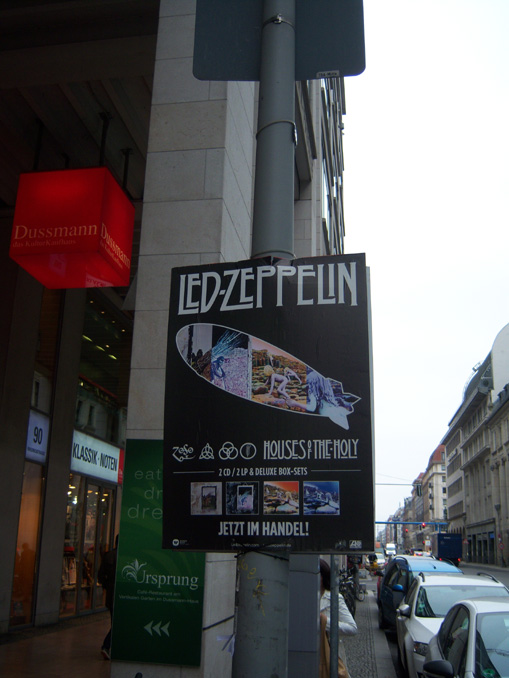 Dussmann
das KulturKaufhaus
Dussmann
90
KLASSIK·NOTEN
LED-ZEPPELIN
HOUSES OF THE HOLY
2 CD / 2 LP & DELUXE BOX-SETS
JETZT IM HANDEL!
eat
dr
dre
Ursprung